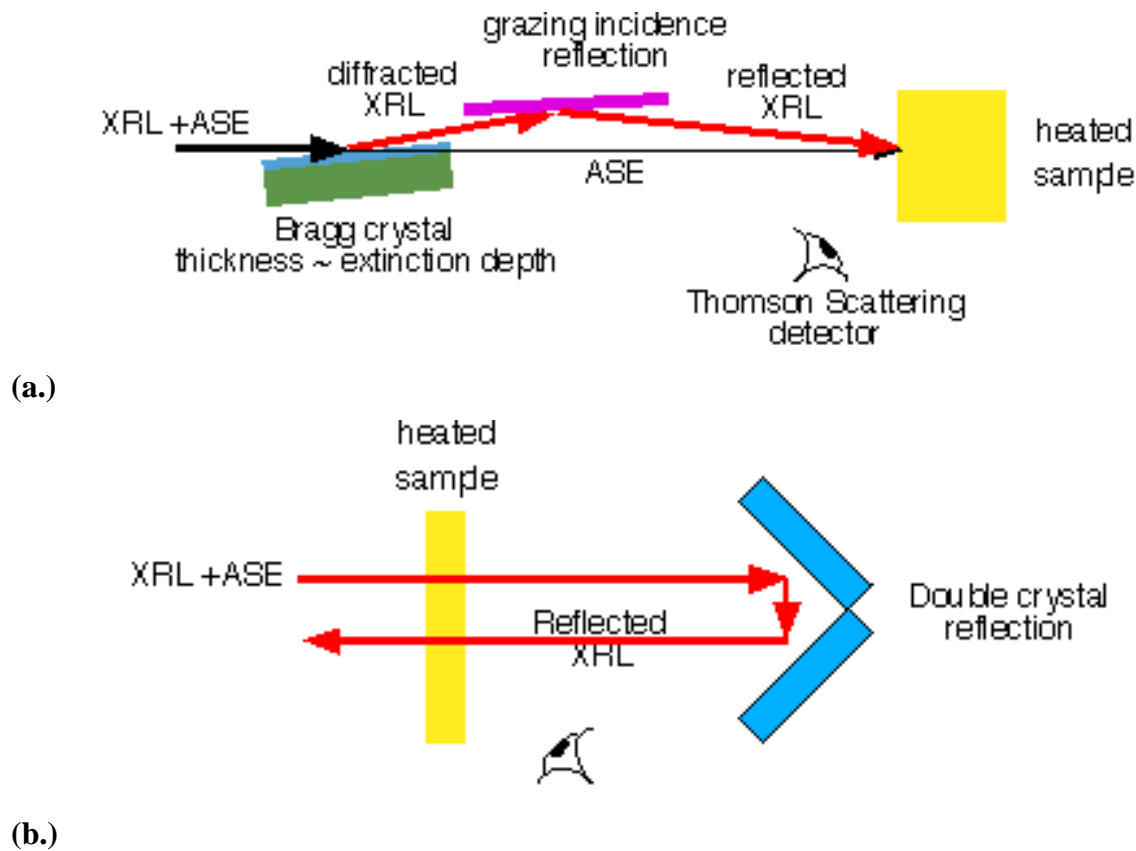 grazing incidence
reflection
diffracted
XRL
reflected
XRL
XRL +ASE
heated
sample
ASE
Bragg crystal
thickness ~ extinction depth
Thomson Scattering
detector
(a.)
heated
sample
XRL +ASE
Reflected
XRL
Double crystal
reflection
(b.)